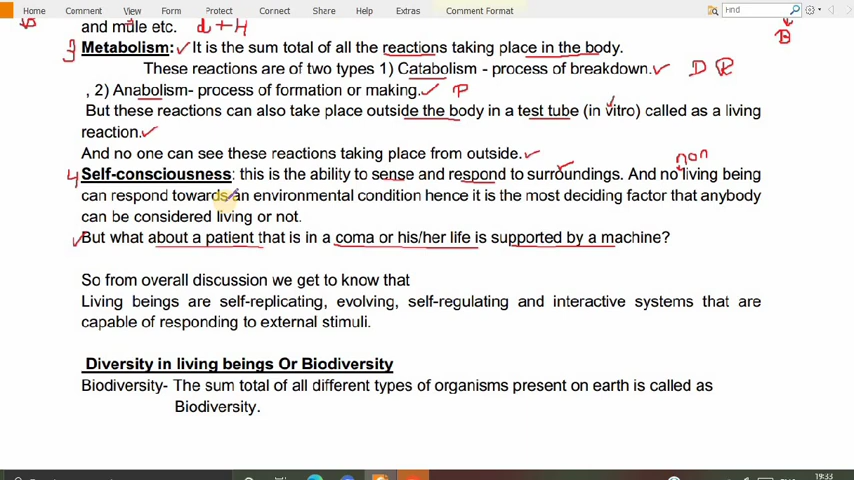 Home Comment View Form Protect Connect Share Help Extras Comment Format Hnd
and mule etc. d + H
B
3 Metabolism: It is the sum total of all the reactions taking place in the body.
These reactions are of two types 1) Catabolism - process of breakdown. D R
, 2) Anabolism- process of formation or making. P
But these reactions can also take place outside the body in a test tube (in vitro) called as a living
reaction.
And no one can see these reactions taking place from outside.
non
4 Self-consciousness: this is the ability to sense and respond to surroundings. And no living being
can respond towards an environmental condition hence it is the most deciding factor that anybody
can be considered living or not.
But what about a patient that is in a coma or his/her life is supported by a machine?
So from overall discussion we get to know that
Living beings are self-replicating, evolving, self-regulating and interactive systems that are
capable of responding to external stimuli.
Diversity in living beings Or Biodiversity
Biodiversity- The sum total of all different types of organisms present on earth is called as
Biodiversity.
19:33